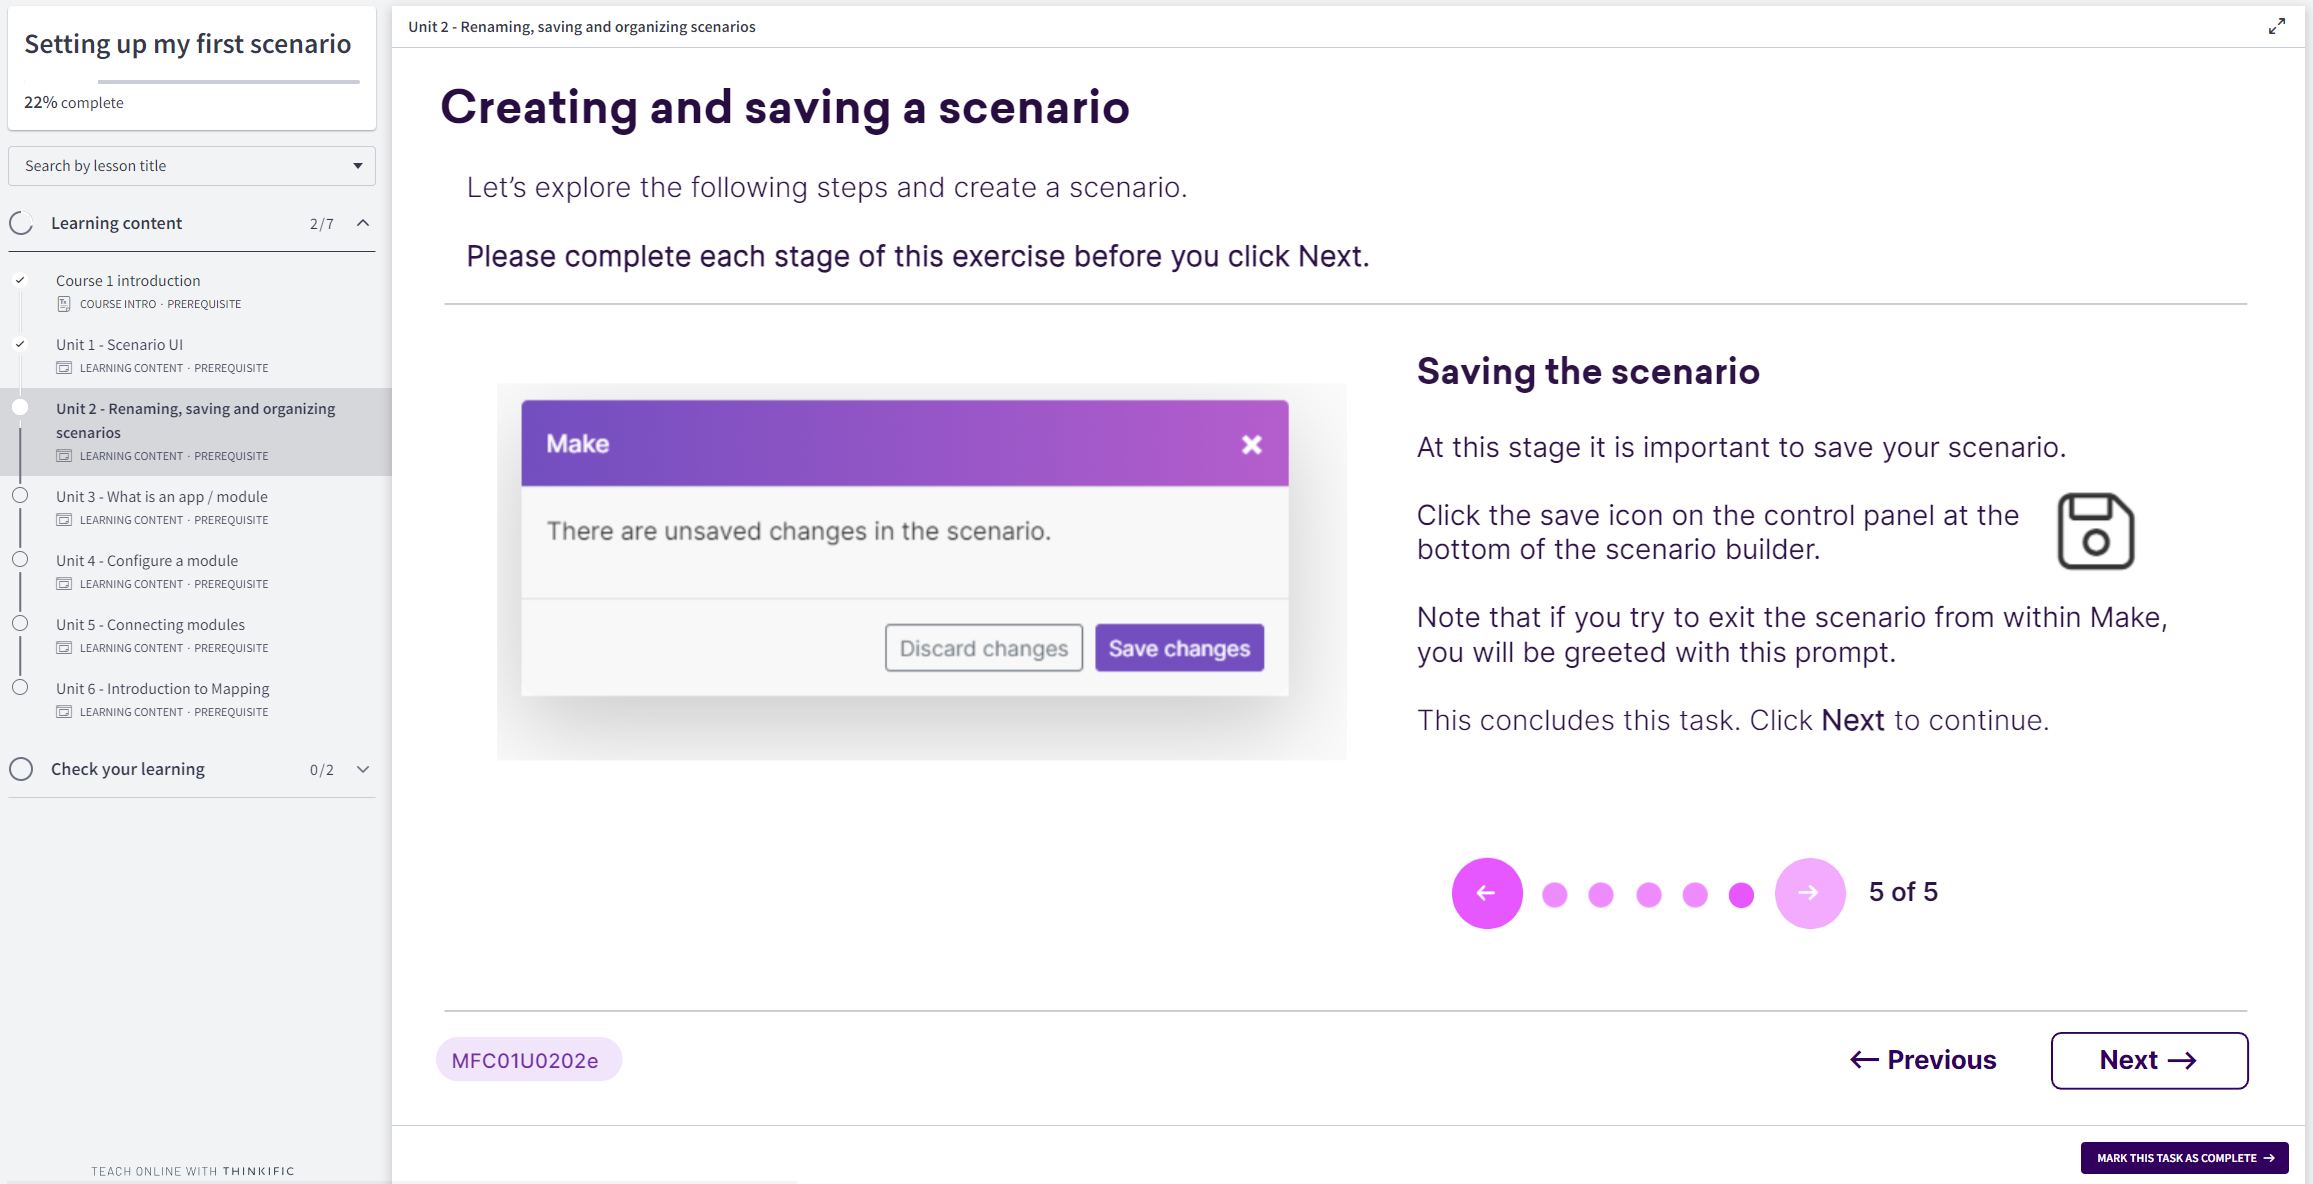 Setting up my first scenario
22% complete
Search by lesson title
Learning content 2/7
Course 1 introduction
COURSE INTRO · PREREQUISITE
Unit 1 - Scenario UI
LEARNING CONTENT · PREREQUISITE
Unit 2 - Renaming, saving and organizing
scenarios
LEARNING CONTENT · PREREQUISITE
Unit 3 - What is an app / module
LEARNING CONTENT · PREREQUISITE
Unit 4 - Configure a module
LEARNING CONTENT · PREREQUISITE
Unit 5 - Connecting modules
LEARNING CONTENT · PREREQUISITE
Unit 6 - Introduction to Mapping
LEARNING CONTENT · PREREQUISITE
Check your learning 0/2
TEACH ONLINE WITH THINKIFIC
Unit 2 - Renaming, saving and organizing scenarios
Creating and saving a scenario
Let’s explore the following steps and create a scenario.
Please complete each stage of this exercise before you click Next.
Make
There are unsaved changes in the scenario.
Discard changes Save changes
Saving the scenario
At this stage it is important to save your scenario.
Click the save icon on the control panel at the
bottom of the scenario builder.
Note that if you try to exit the scenario from within Make,
you will be greeted with this prompt.
This concludes this task. Click Next to continue.
5 of 5
MFC01U0202e
← Previous
Next →
MARK THIS TASK AS COMPLETE →